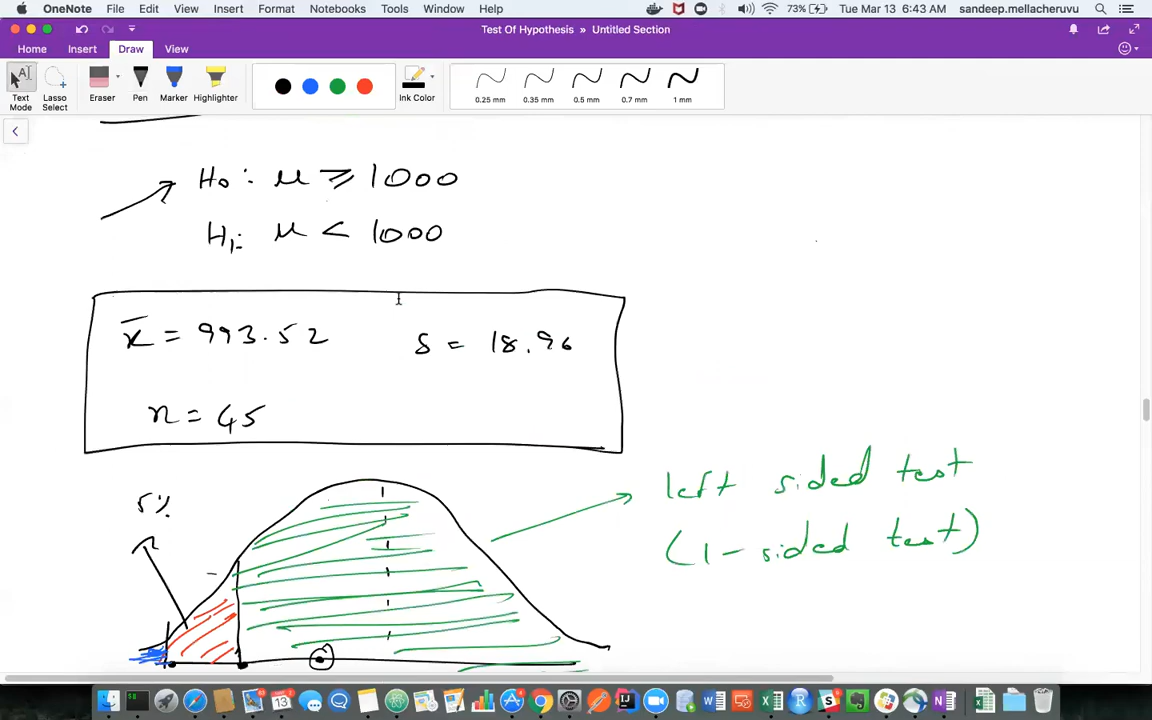 OneNote File Edit View Insert Format Notebooks Tools Window Help 73% Tue Mar 13 6:43 AM sandeep.mellacheruvu
Test Of Hypothesis » Untitled Section
Home Insert Draw View
Text Mode
Lasso Select
Eraser
Pen
Marker
Highlighter
Ink Color
0.25 mm 0.35 mm 0.5 mm 0.7 mm 1 mm
H₀: μ ≥ 1000
H₁: μ < 1000
x̄ = 993.52 s = 18.96
n = 45
5%
left sided test
(1-sided test)